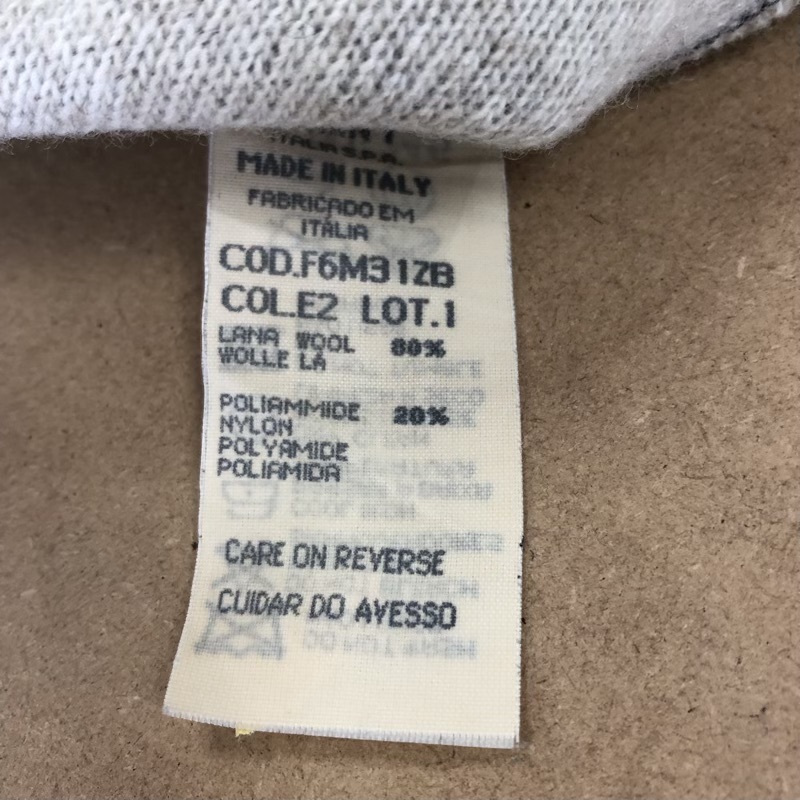 ITALIA S.P.A.
MADE IN ITALY
FABRICADO EM
ITÁLIA
COD.F6M31ZB
COL.E2 LOT.1
LANA WOOL 80%
WOLLE LÃ
POLIAMMIDE 20%
NYLON
POLYAMIDE
POLIAMIDA
CARE ON REVERSE
CUIDAR DO AVESSO